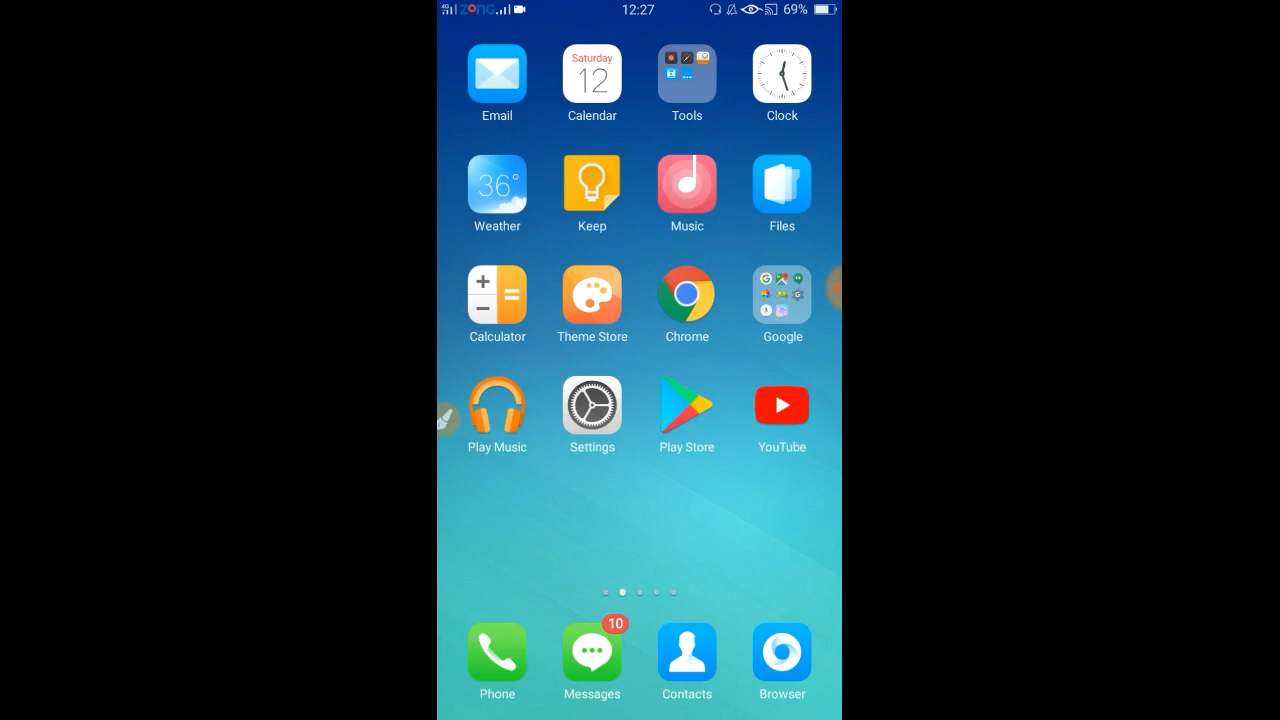 4G ZONG 12:27 69%
Saturday
12
Email Calendar Tools Clock
36°
Weather Keep Music Files
Calculator Theme Store Chrome Google
Play Music Settings Play Store YouTube
10
Phone Messages Contacts Browser